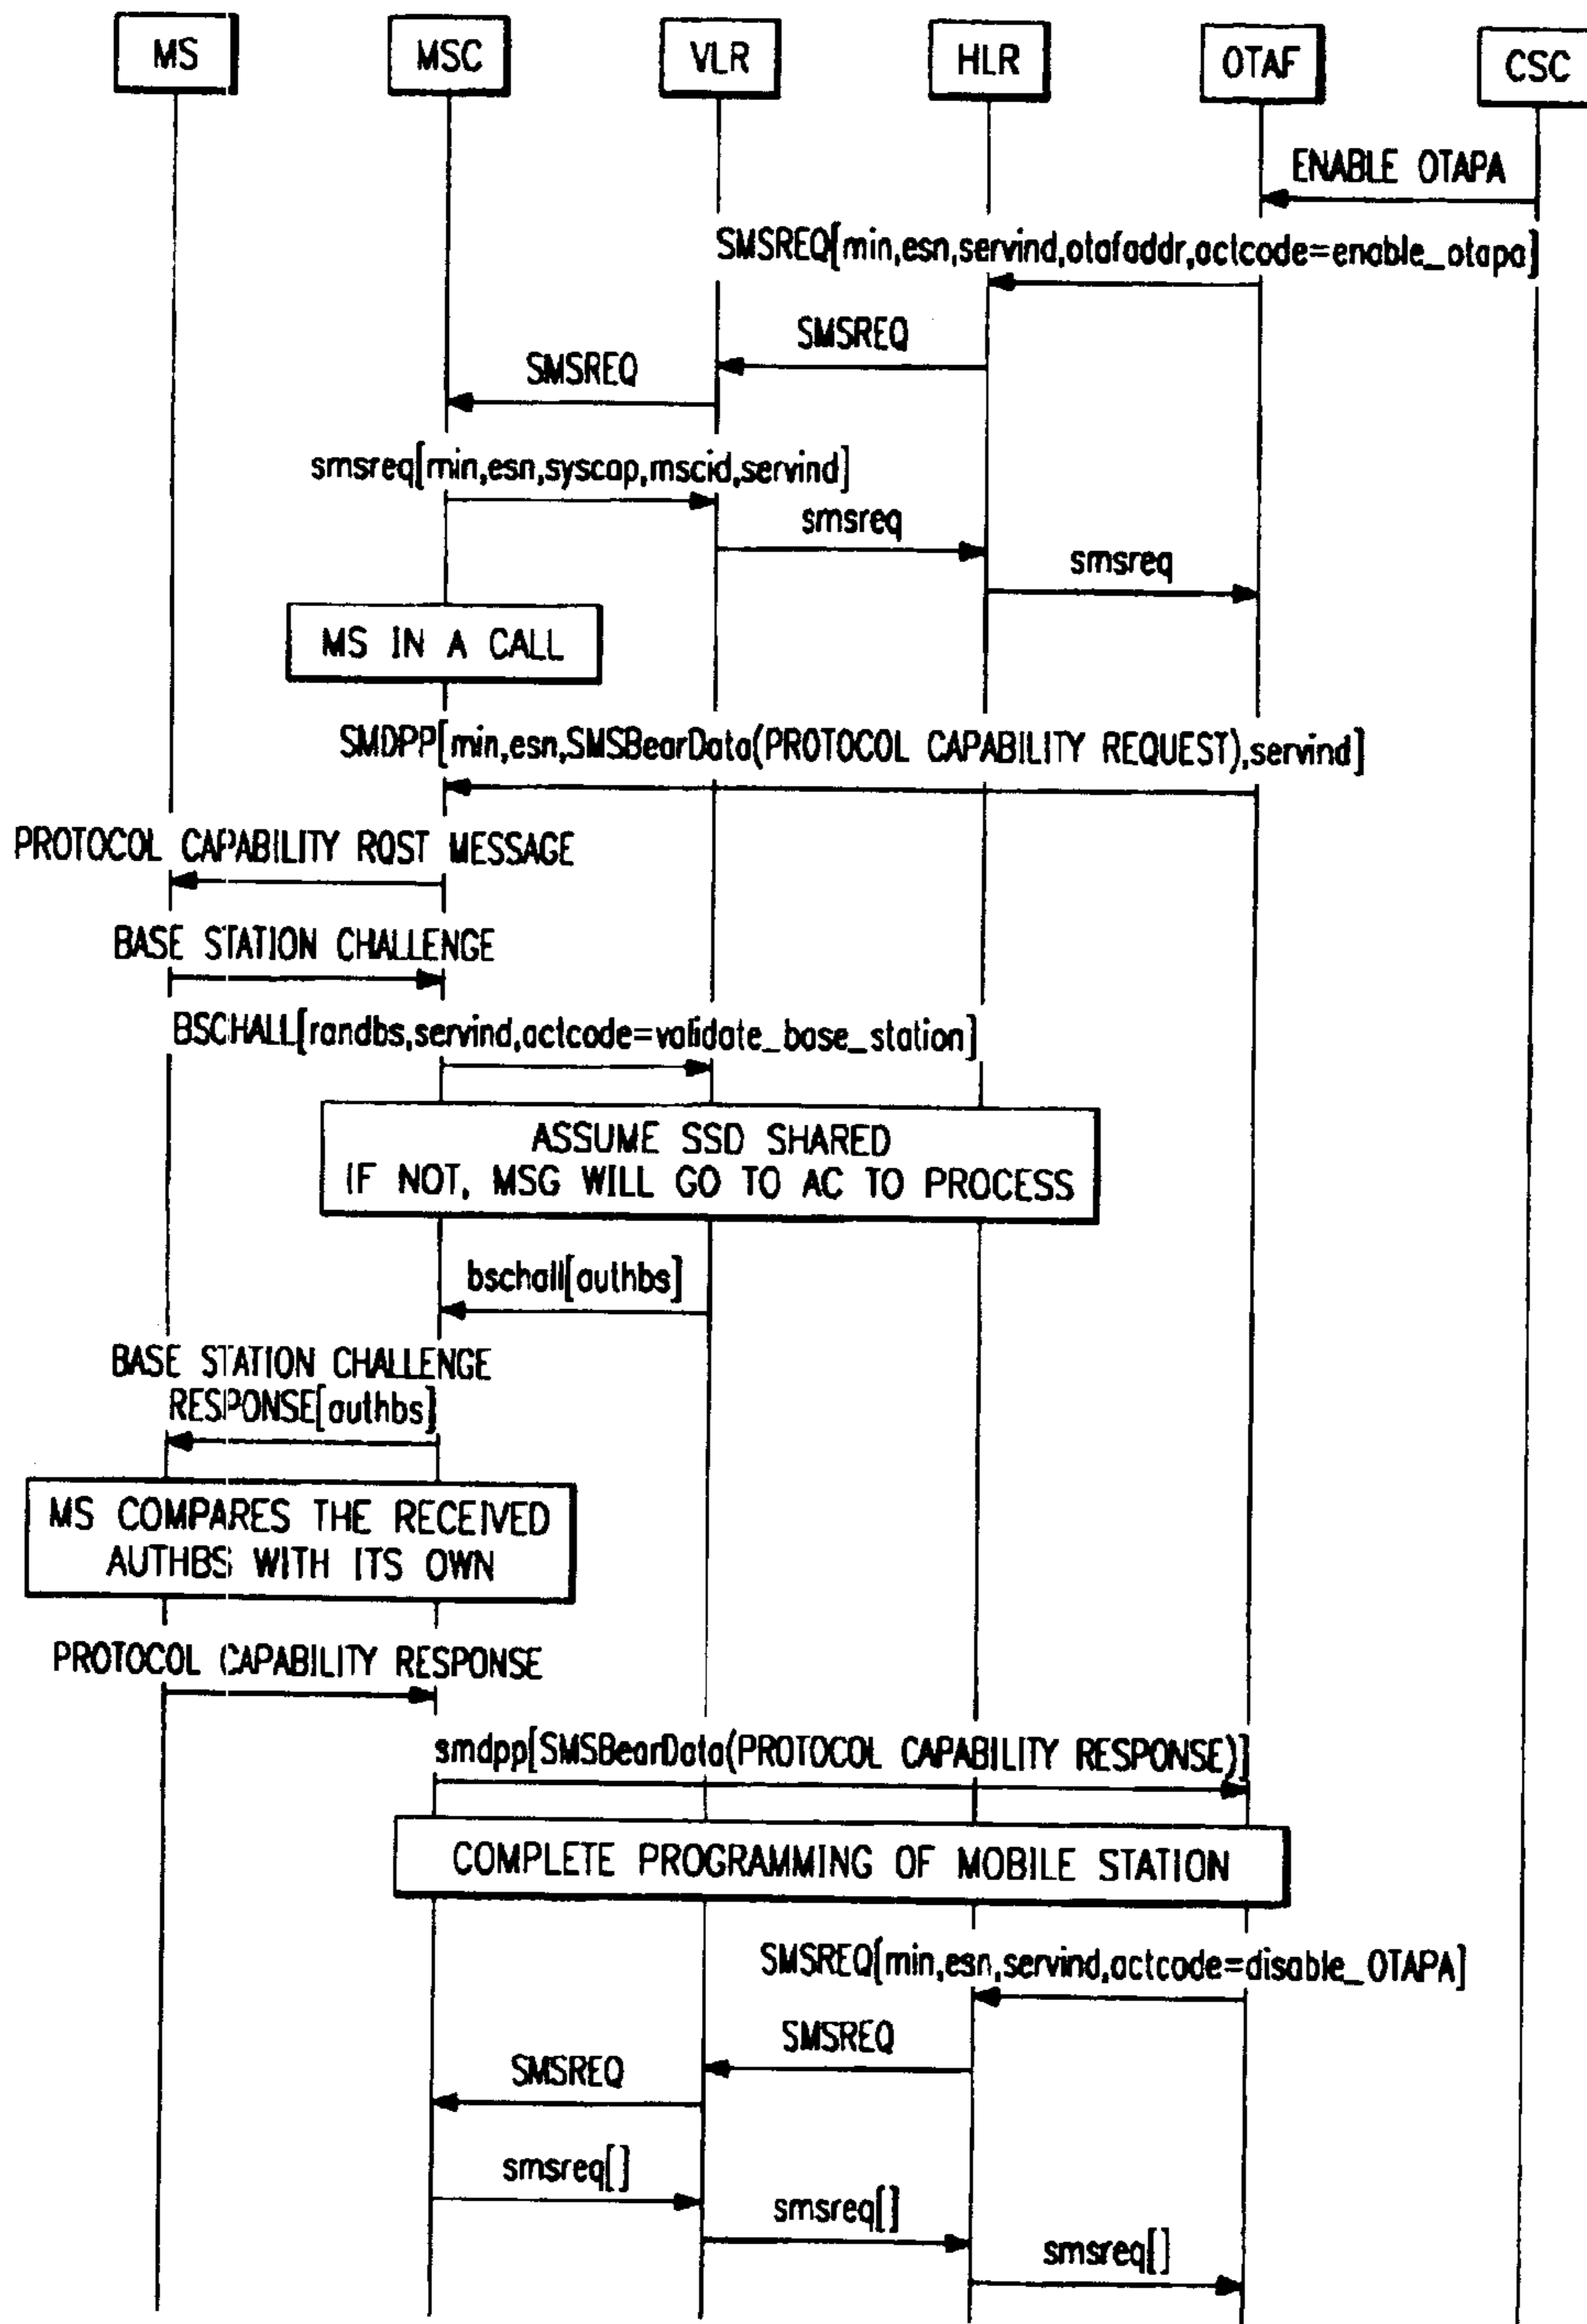 MS MSC VLR HLR OTAF CSC
ENABLE OTAPA
SMSREQ[min,esn,servind,otafaddr,actcode=enable_otapa]
SMSREQ
SMSREQ
smsreq[min,esn,syscap,mscid,servind]
smsreq
smsreq
MS IN A CALL
SMDPP[min,esn,SMSBearData(PROTOCOL CAPABILITY REQUEST),servind]
PROTOCOL CAPABILITY RQST MESSAGE
BASE STATION CHALLENGE
BSCHALL[randbs,servind,actcode=validate_base_station]
ASSUME SSD SHARED
IF NOT, MSG WILL GO TO AC TO PROCESS
bschall[authbs]
BASE STATION CHALLENGE
RESPONSE[authbs]
MS COMPARES THE RECEIVED
AUTHBS WITH ITS OWN
PROTOCOL CAPABILITY RESPONSE
smdpp[SMSBearData(PROTOCOL CAPABILITY RESPONSE)]
COMPLETE PROGRAMMING OF MOBILE STATION
SMSREQ[min,esn,servind,actcode=disable_OTAPA]
SMSREQ
SMSREQ
smsreq[]
smsreq[]
smsreq[]